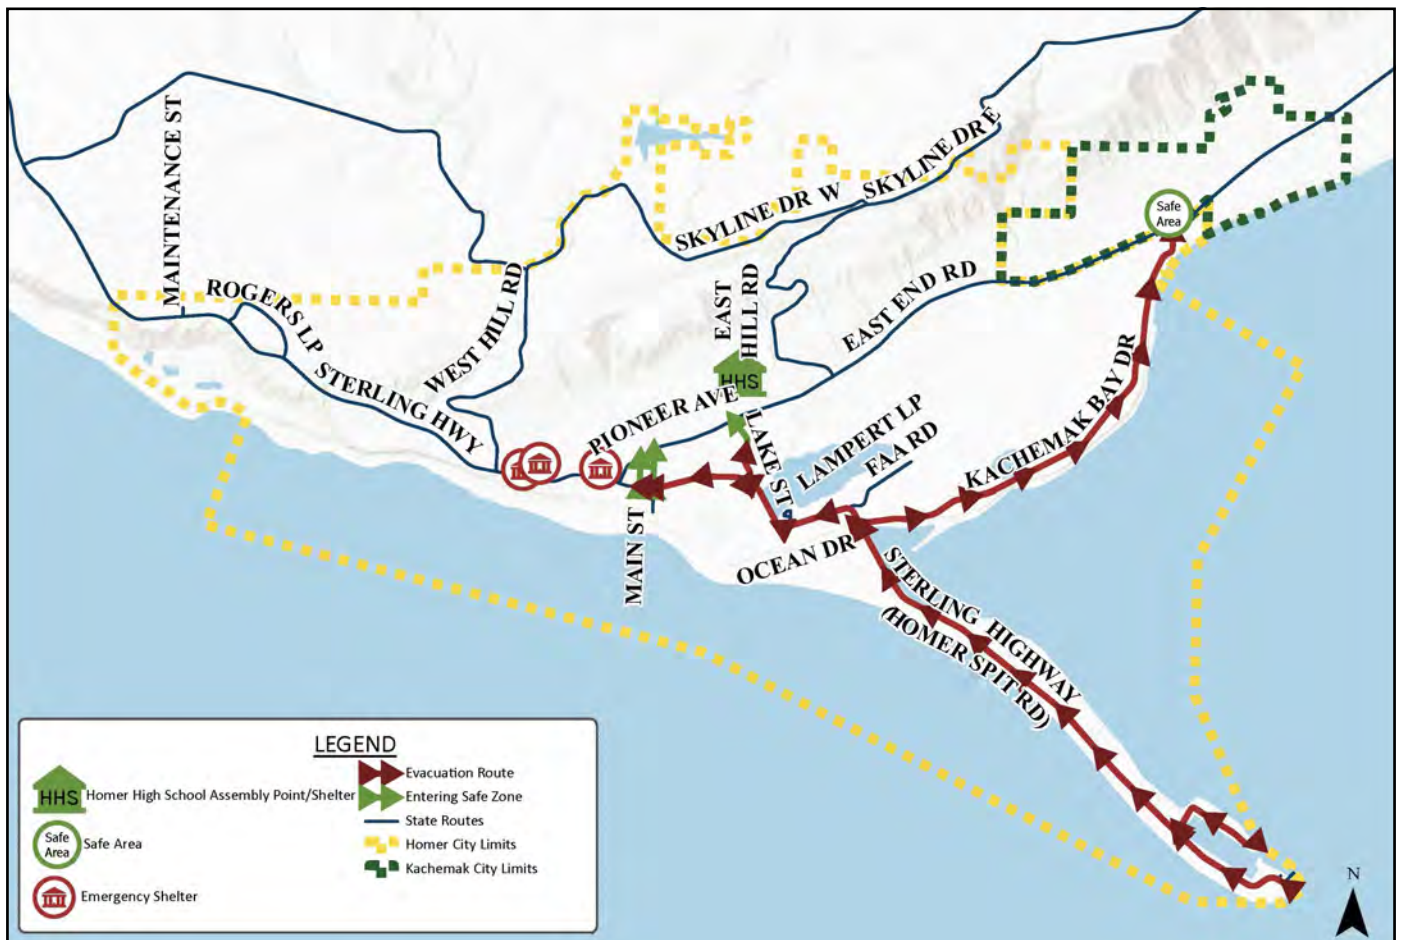 MAINTENANCE ST
ROGERS LP
STERLING HWY
WEST HILL RD
SKYLINE DR W
SKYLINE DR E
EAST
HILL RD
EAST END RD
Safe
Area
HHS
PIONEER AVE
LAKE ST
LAMPERT LP
FAA RD
KACHEMAK BAY DR
MAIN ST
OCEAN DR
STERLING HIGHWAY
(HOMER SPIT RD)
LEGEND
HHS Homer High School Assembly Point/Shelter
Safe
Area
Safe Area
Emergency Shelter
Evacuation Route
Entering Safe Zone
State Routes
Homer City Limits
Kachemak City Limits
N